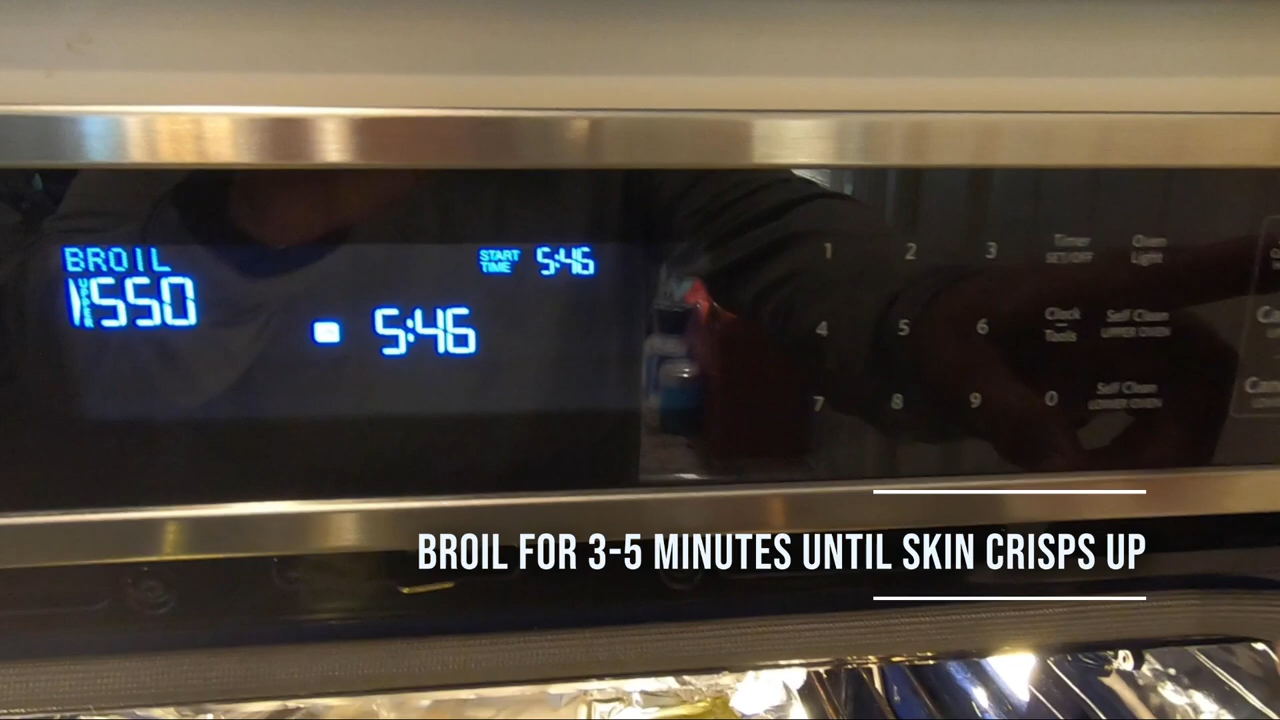 BROIL
UPPER 550
START TIME 5:46
5:46
1 2 3 Timer SET/OFF Oven Light
4 5 6 Clock Tools Self Clean UPPER OVEN
7 8 9 0 Self Clean LOWER OVEN
BROIL FOR 3-5 MINUTES UNTIL SKIN CRISPS UP